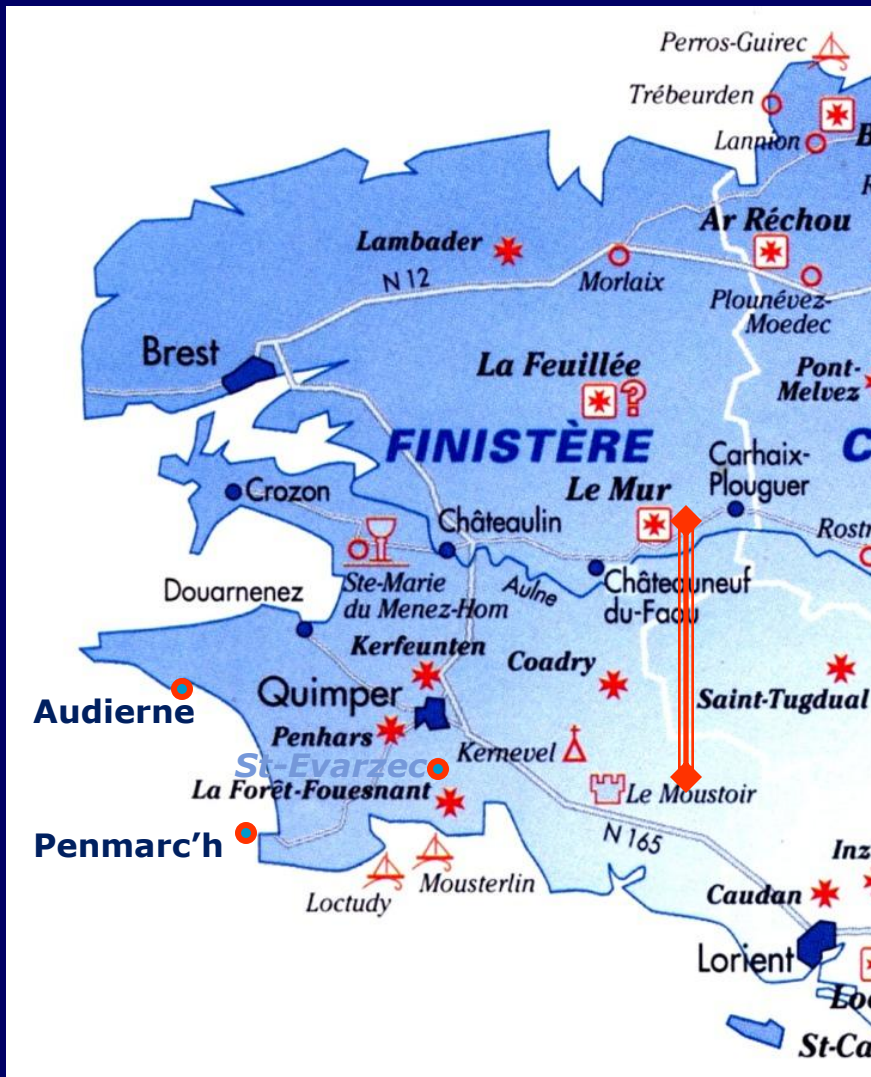 Perros-Guirec
Trébeurden
Lannion
B
R
Ar Réchou
Lambader
N 12
Morlaix
Plounévez-
Moedec
Brest
La Feuillée
?
Pont-
Melvez
FINISTÈRE
C
Carhaix-
Plouguer
Le Mur
Crozon
Châteaulin
Rostr
Ste-Marie
du Menez-Hom
Aulne
Châteauneuf
du-Faou
Douarnenez
Kerfeunten
Coadry
Audierne
Quimper
Saint-Tugdual
Penhars
Kernevel
St-Evarzec
La Forêt-Fouesnant
Le Moustoir
Penmarc'h
N 165
Inz
Loctudy
Mousterlin
Caudan
Lorient
Loc
St-Ca